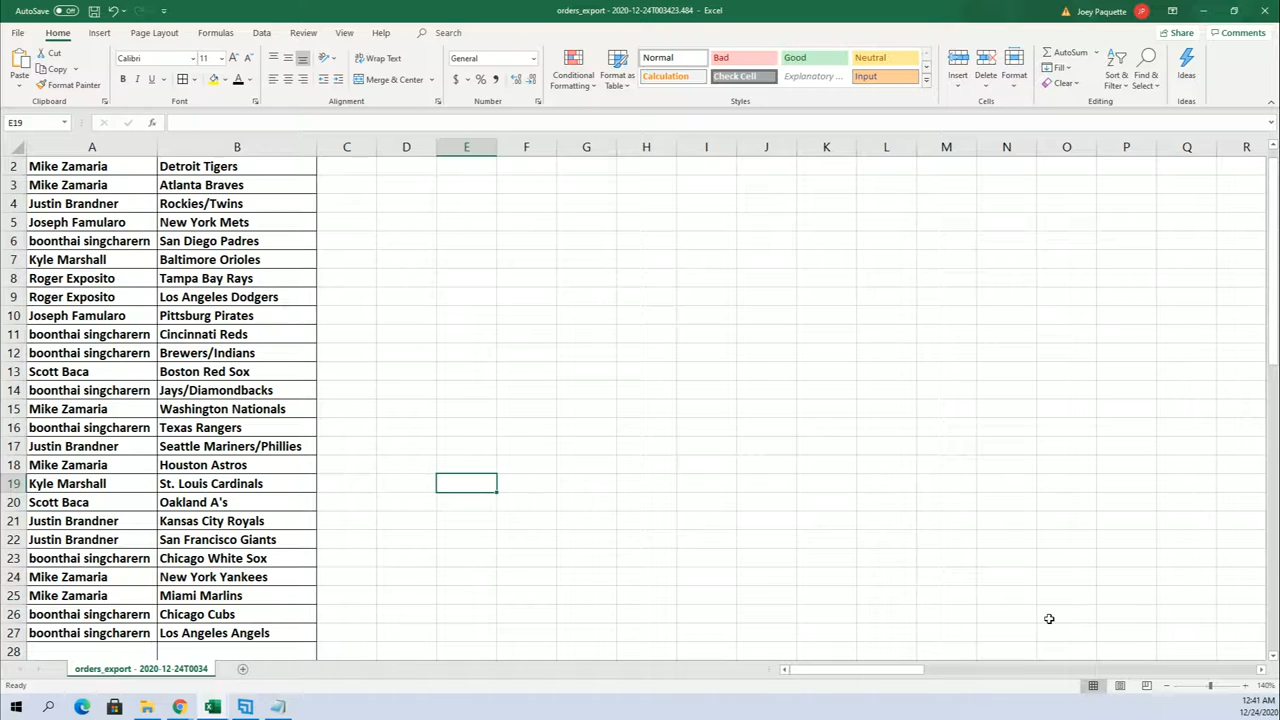 AutoSave Off
orders_export - 2020-12-24T003423.484 - Excel
Joey Paquette JP
File Home Insert Page Layout Formulas Data Review View Help Search
Share Comments
Paste Cut Copy Format Painter
Clipboard
Calibri 11
B I U
Font
Wrap Text
Merge & Center
Alignment
General
$ % 9
Number
Conditional Formatting Format as Table
Normal Bad Good Neutral
Calculation Check Cell Explanatory ... Input
Styles
Insert Delete Format
Cells
AutoSum Fill Clear Sort & Filter Find & Select
Editing
Ideas
Ideas
E19 fx
A B C D E F G H I J K L M N O P Q R
2 Mike Zamaria Detroit Tigers
3 Mike Zamaria Atlanta Braves
4 Justin Brandner Rockies/Twins
5 Joseph Famularo New York Mets
6 boonthai singcharern San Diego Padres
7 Kyle Marshall Baltimore Orioles
8 Roger Exposito Tampa Bay Rays
9 Roger Exposito Los Angeles Dodgers
10 Joseph Famularo Pittsburg Pirates
11 boonthai singcharern Cincinnati Reds
12 boonthai singcharern Brewers/Indians
13 Scott Baca Boston Red Sox
14 boonthai singcharern Jays/Diamondbacks
15 Mike Zamaria Washington Nationals
16 boonthai singcharern Texas Rangers
17 Justin Brandner Seattle Mariners/Phillies
18 Mike Zamaria Houston Astros
19 Kyle Marshall St. Louis Cardinals
20 Scott Baca Oakland A's
21 Justin Brandner Kansas City Royals
22 Justin Brandner San Francisco Giants
23 boonthai singcharern Chicago White Sox
24 Mike Zamaria New York Yankees
25 Mike Zamaria Miami Marlins
26 boonthai singcharern Chicago Cubs
27 boonthai singcharern Los Angeles Angels
28
orders_export - 2020-12-24T0034
Ready
140%
12:41 AM
12/24/2020